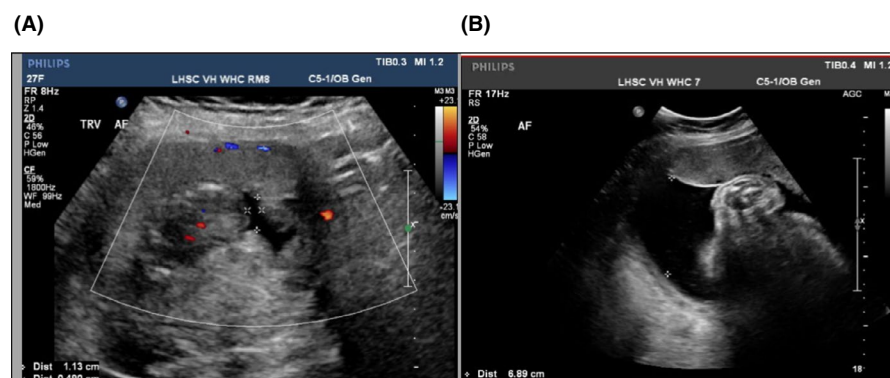 (A)
(B)
PHILIPS
TIB0.3 MI 1.2
27F
LHSC VH WHC RM8
C5-1/OB Gen
FR 8Hz
RP
Z 1.4
2D
46%
C 56
P Low
HGen
CF
59%
1800Hz
WF 99Hz
Med
TRV AF
M3 M3
+23.1
-23.1
cm/s
Dist 1.13 cm
PHILIPS
TIB0.4 MI 1.2
LHSC VH WHC 7
C5-1/OB Gen
FR 17Hz
RS
2D
54%
C 58
P Low
HGen
AF
AGC
18
Dist 6.89 cm